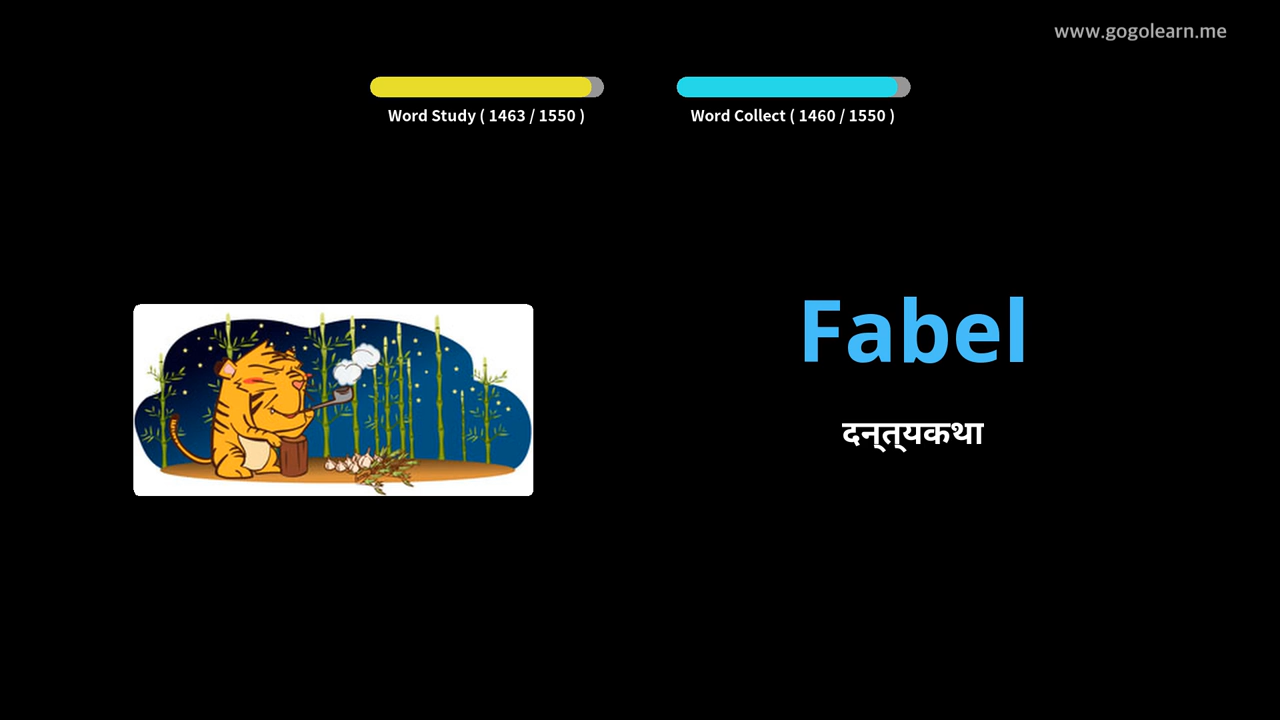 www.gogolearn.me
Word Study ( 1463 / 1550 )
Word Collect ( 1460 / 1550 )
Fabel
दन्त्यकथा